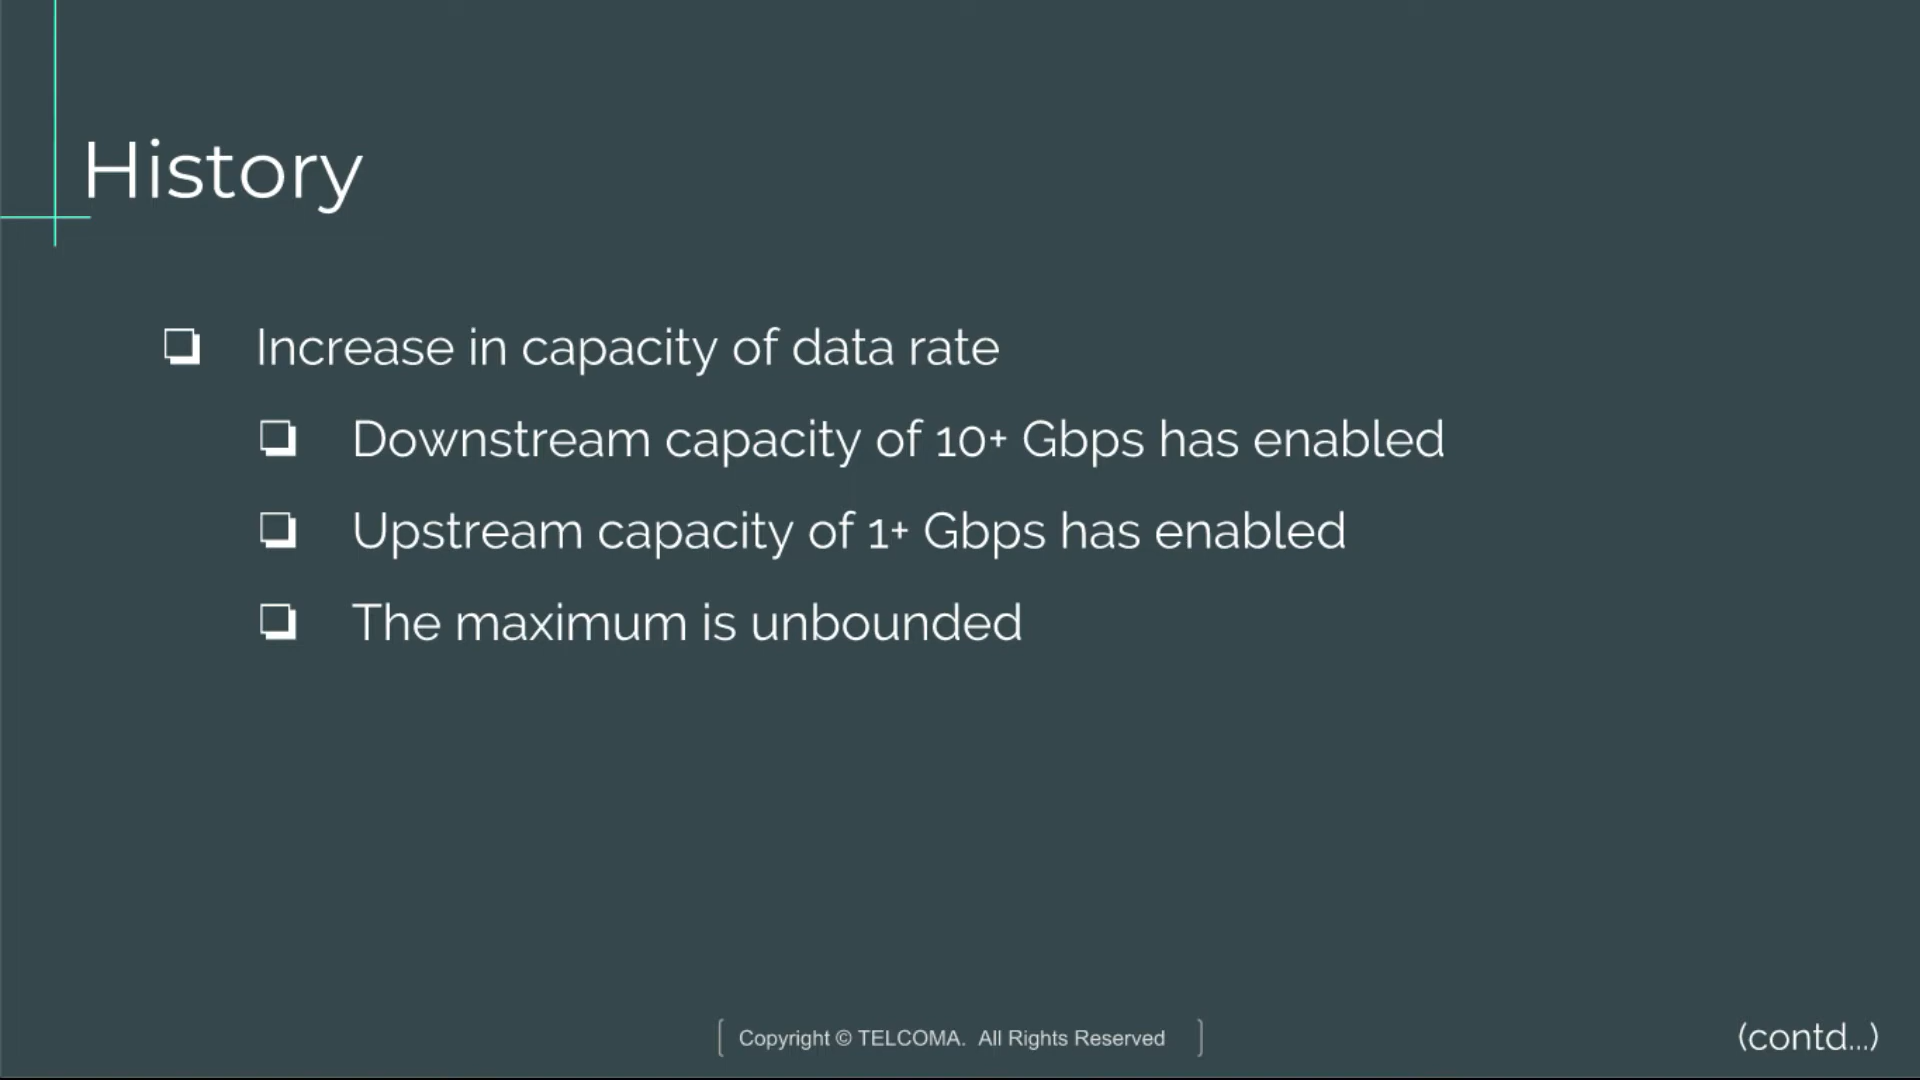 History
Increase in capacity of data rate
Downstream capacity of 10+ Gbps has enabled
Upstream capacity of 1+ Gbps has enabled
The maximum is unbounded
Copyright © TELCOMA. All Rights Reserved
(contd...)